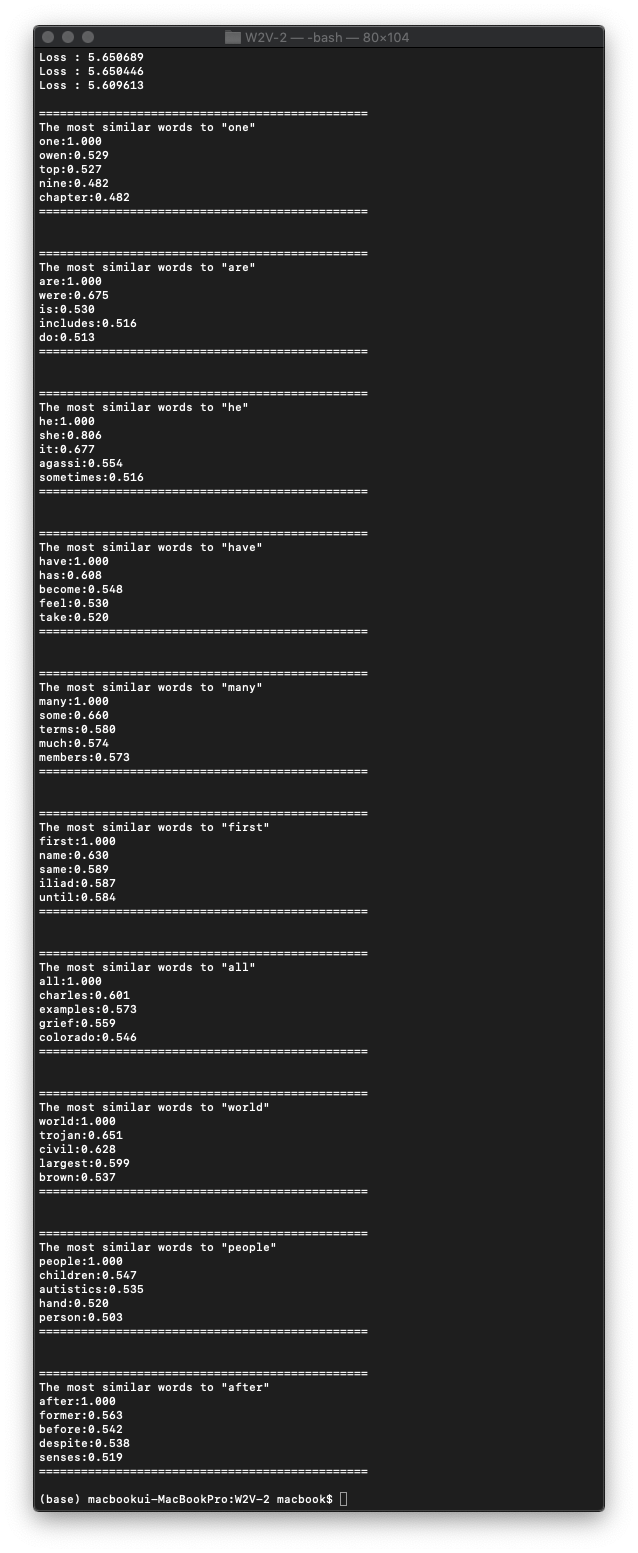 W2V-2 — -bash — 80×104
Loss : 5.650689
Loss : 5.650446
Loss : 5.609613
===============================================
The most similar words to "one"
one:1.000
owen:0.529
top:0.527
nine:0.482
chapter:0.482
===============================================
===============================================
The most similar words to "are"
are:1.000
were:0.675
is:0.530
includes:0.516
do:0.513
===============================================
===============================================
The most similar words to "he"
he:1.000
she:0.806
it:0.677
agassi:0.554
sometimes:0.516
===============================================
===============================================
The most similar words to "have"
have:1.000
has:0.608
become:0.548
feel:0.530
take:0.520
===============================================
===============================================
The most similar words to "many"
many:1.000
some:0.660
terms:0.580
much:0.574
members:0.573
===============================================
===============================================
The most similar words to "first"
first:1.000
name:0.630
same:0.589
iliad:0.587
until:0.584
===============================================
===============================================
The most similar words to "all"
all:1.000
charles:0.601
examples:0.573
grief:0.559
colorado:0.546
===============================================
===============================================
The most similar words to "world"
world:1.000
trojan:0.651
civil:0.628
largest:0.599
brown:0.537
===============================================
===============================================
The most similar words to "people"
people:1.000
children:0.547
autistics:0.535
hand:0.520
person:0.503
===============================================
===============================================
The most similar words to "after"
after:1.000
former:0.563
before:0.542
despite:0.538
senses:0.519
===============================================
(base) macbookui-MacBookPro:W2V-2 macbook$